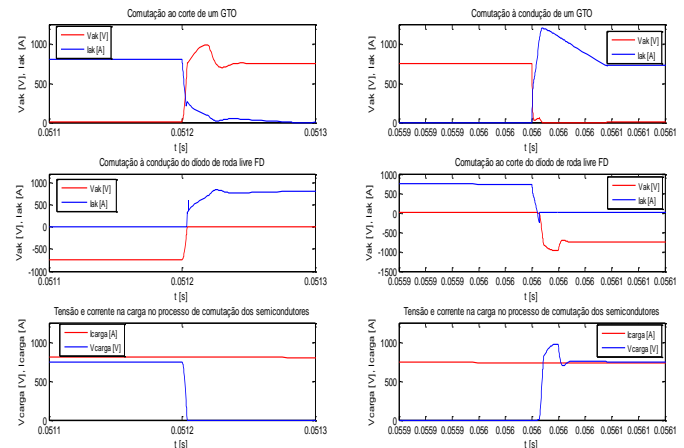 Comutação ao corte de um GTO
Vak [V], Iak [A]
1000
500
0
Vak [V]
Iak [A]
0.0511
0.0512
0.0513
t [s]
Comutação à condução de um GTO
Vak [V], Iak [A]
1000
500
0
Vak [V]
Iak [A]
0.0559 0.0559 0.0559 0.056 0.056 0.056 0.056 0.056 0.0561 0.0561 0.0561
t [s]
Comutação à condução do díodo de roda livre FD
Vak [V], Iak [A]
1000
500
0
-500
-1000
Vak [V]
Iak [A]
0.0511
0.0512
0.0513
t [s]
Comutação ao corte do díodo de roda livre FD
Vak [V], Iak [A]
1000
500
0
-500
-1000
-1500
Vak [V]
Iak [A]
0.0559 0.0559 0.0559 0.056 0.056 0.056 0.056 0.056 0.0561 0.0561 0.0561
t [s]
Tensão e corrente na carga no processo de comutação dos semicondutores
Vcarga [V], Icarga [A]
1000
500
0
Icarga [A]
Vcarga [V]
0.0511
0.0512
0.0513
t [s]
Tensão e corrente na carga no processo de comutação dos semicondutores
Vcarga [V], Icarga [A]
1000
500
0
Icarga [A]
Vcarga [V]
0.0559 0.0559 0.0559 0.056 0.056 0.056 0.056 0.056 0.0561 0.0561 0.0561
t [s]